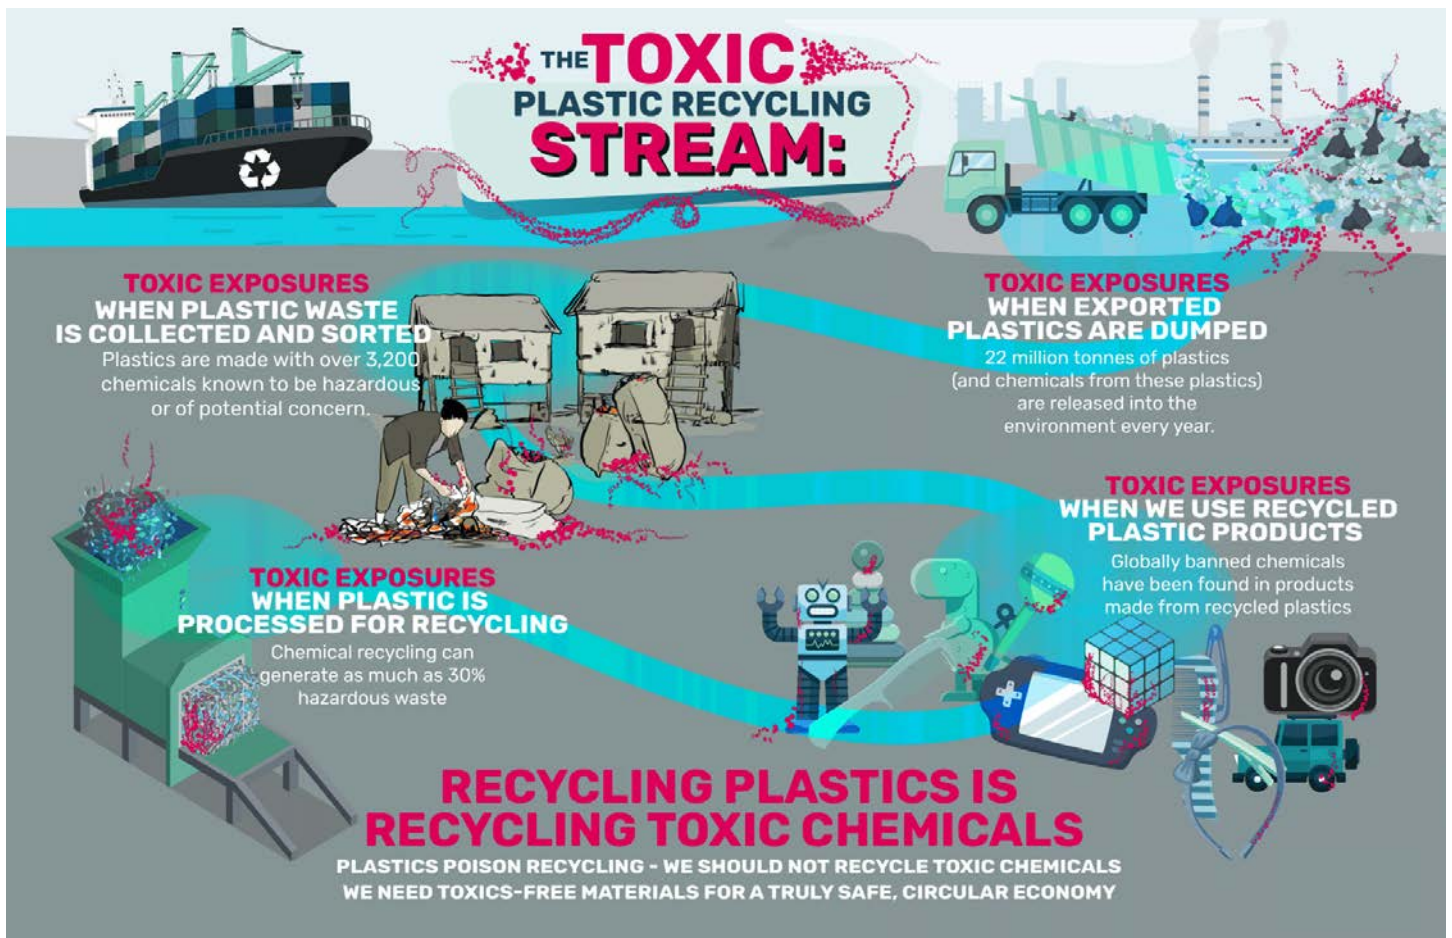 THE TOXIC
PLASTIC RECYCLING
STREAM:
TOXIC EXPOSURES
WHEN EXPORTED
PLASTICS ARE DUMPED
22 million tonnes of plastics
(and chemicals from these plastics)
are released into the
environment every year.
TOXIC EXPOSURES
WHEN PLASTIC WASTE
IS COLLECTED AND SORTED
Plastics are made with over 3,200
chemicals known to be hazardous
or of potential concern.
TOXIC EXPOSURES
WHEN PLASTIC IS
PROCESSED FOR RECYCLING
Chemical recycling can
generate as much as 30%
hazardous waste
TOXIC EXPOSURES
WHEN WE USE RECYCLED
PLASTIC PRODUCTS
Globally banned chemicals
have been found in products
made from recycled plastics
RECYCLING PLASTICS IS
RECYCLING TOXIC CHEMICALS
PLASTICS POISON RECYCLING - WE SHOULD NOT RECYCLE TOXIC CHEMICALS
WE NEED TOXICS-FREE MATERIALS FOR A TRULY SAFE, CIRCULAR ECONOMY